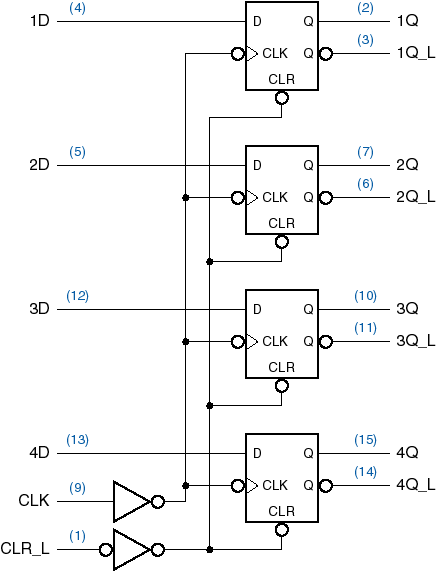 1D (4) D Q (2) 1Q
CLK Q (3) 1Q_L
CLR
2D (5) D Q (7) 2Q
CLK Q (6) 2Q_L
CLR
3D (12) D Q (10) 3Q
CLK Q (11) 3Q_L
CLR
4D (13) D Q (15) 4Q
CLK Q (14) 4Q_L
CLK (9)
CLR
CLR_L (1)